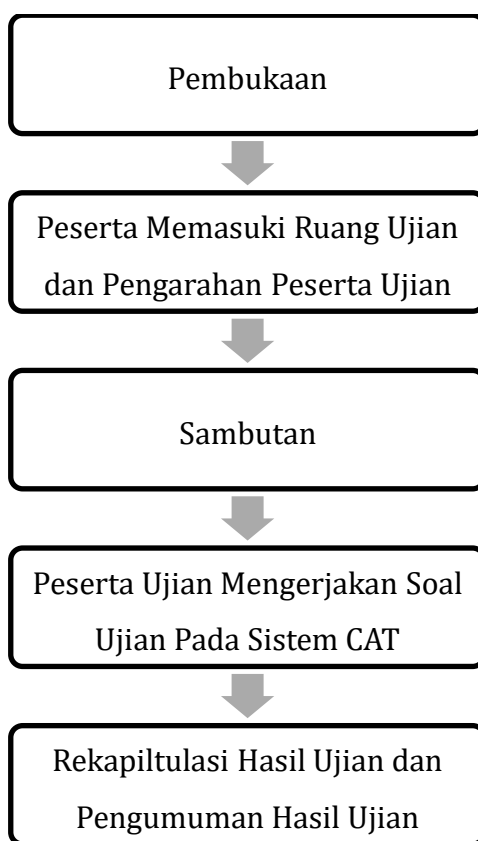 Pembukaan
Peserta Memasuki Ruang Ujian
dan Pengarahan Peserta Ujian
Sambutan
Peserta Ujian Mengerjakan Soal
Ujian Pada Sistem CAT
Rekapiltulasi Hasil Ujian dan
Pengumuman Hasil Ujian